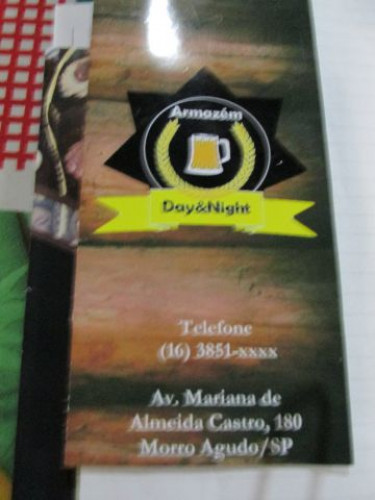 Armazém
Day&Night
Telefone
(16) 3851-xxxx
Av. Mariana de
Almeida Castro, 180
Morro Agudo/SP